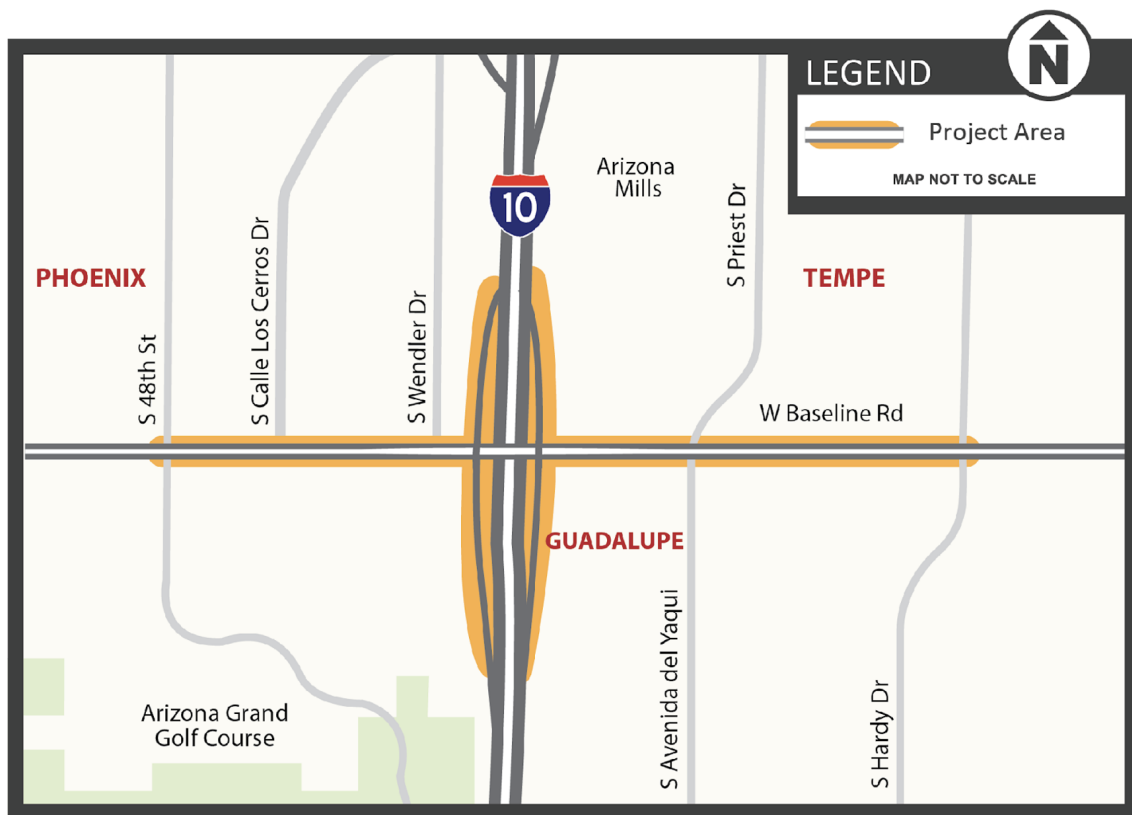 N
LEGEND
Project Area
MAP NOT TO SCALE
Arizona
Mills
10
PHOENIX
TEMPE
S 48th St
S Calle Los Cerros Dr
S Wendler Dr
S Priest Dr
W Baseline Rd
GUADALUPE
S Avenida del Yaqui
S Hardy Dr
Arizona Grand
Golf Course